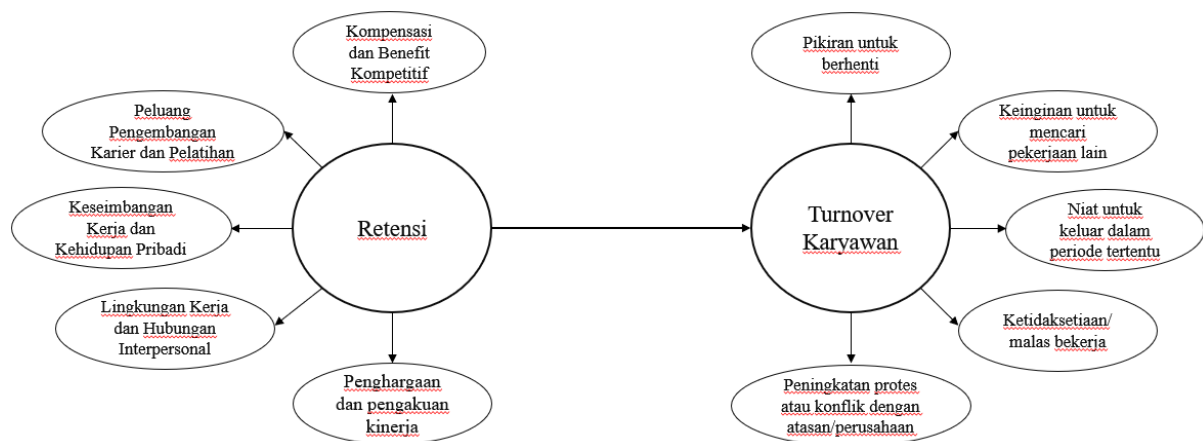 Kompensasi
dan Benefit
Kompetitif
Peluang
Pengembangan
Karier dan Pelatihan
Keseimbangan
Kerja dan
Kehidupan Pribadi
Lingkungan Kerja
dan Hubungan
Interpersonal
Penghargaan
dan pengakuan
kinerja
Retensi
Turnover
Karyawan
Pikiran untuk
berhenti
Keinginan untuk
mencari
pekerjaan lain
Niat untuk
keluar dalam
periode tertentu
Ketidaksetiaan/
malas bekerja
Peningkatan protes
atau konflik dengan
atasan/perusahaan